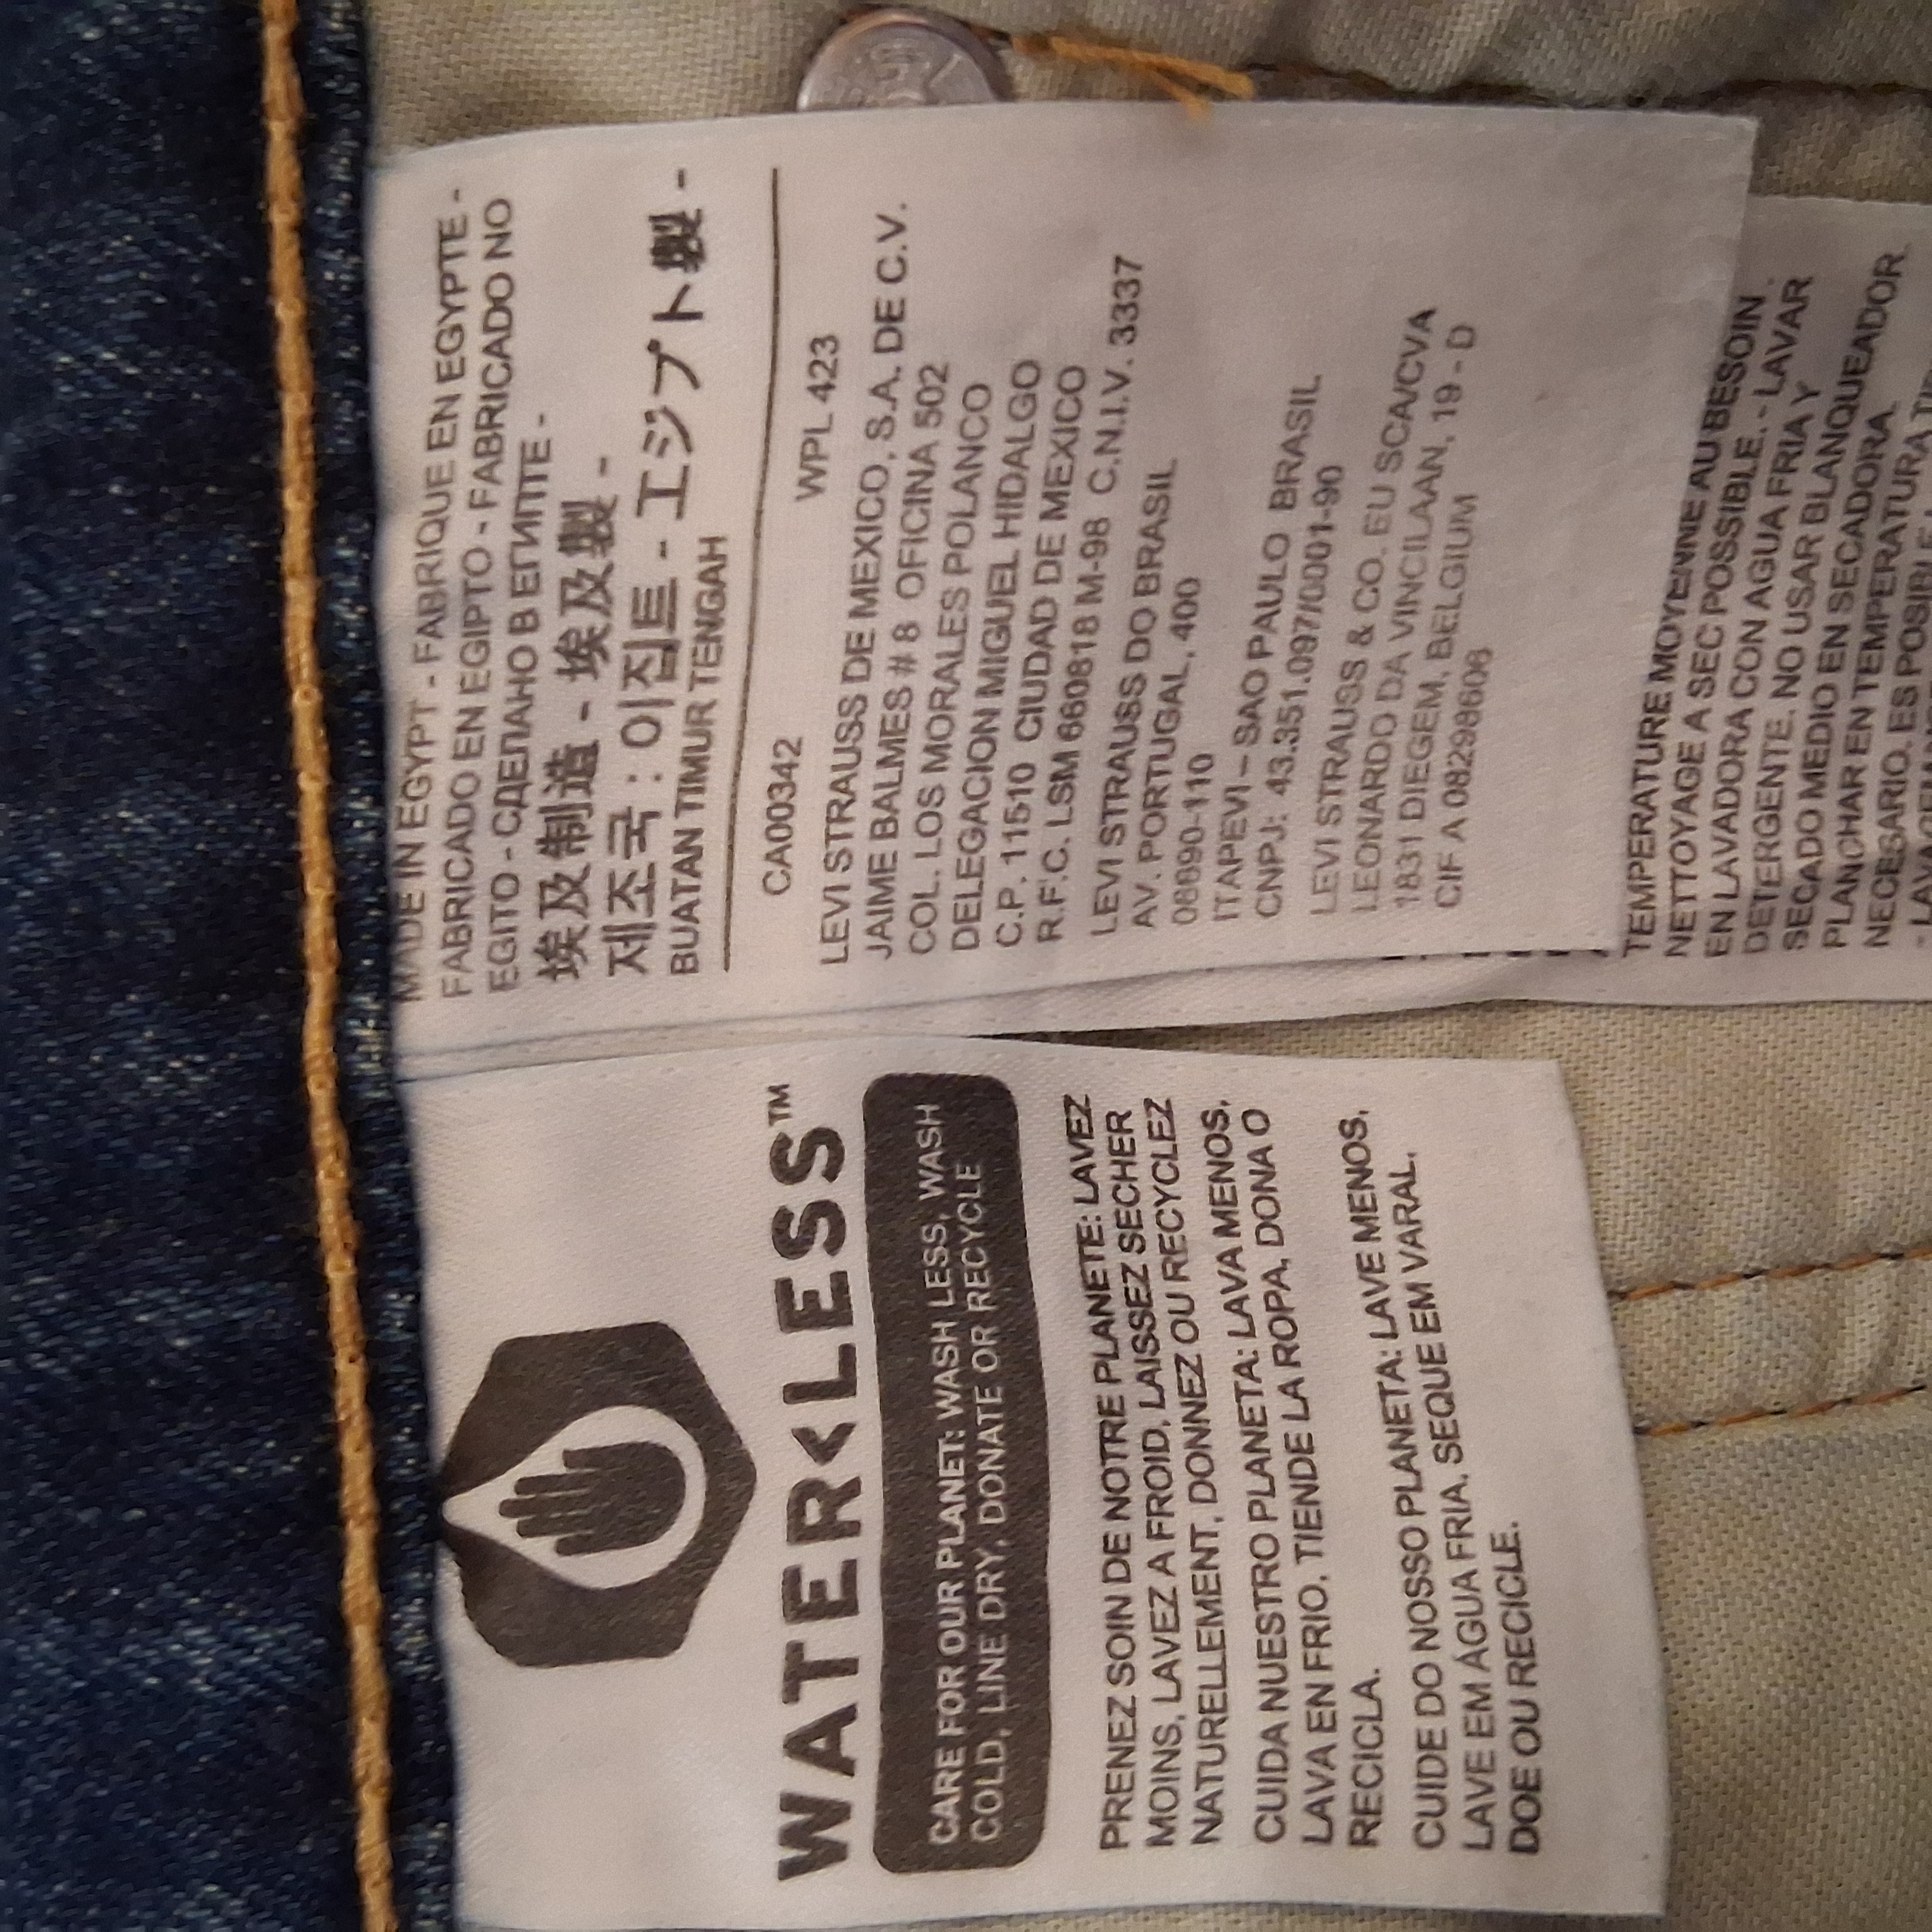 WATER<LESS™
CARE FOR OUR PLANET: WASH LESS, WASH
COLD, LINE DRY, DONATE OR RECYCLE
PRENEZ SOIN DE NOTRE PLANETE: LAVEZ
MOINS, LAVEZ A FROID, LAISSEZ SECHER
NATURELLEMENT, DONNEZ OU RECYCLEZ
CUIDA NUESTRO PLANETA: LAVA MENOS,
LAVA EN FRIO, TIENDE LA ROPA, DONA O
RECICLA.
CUIDE DO NOSSO PLANETA: LAVE MENOS,
LAVE EM ÁGUA FRIA, SEQUE EM VARAL,
DOE OU RECICLE.
MADE IN EGYPT - FABRIQUE EN EGYPTE -
FABRICADO EN EGIPTO - FABRICADO NO
EGITO - СДЕЛАНО В ЕГИПТЕ -
埃及制造 - 埃及製 -
제조국 : 이집트 - エジプト製 -
BUATAN TIMUR TENGAH
CA00342 WPL 423
LEVI STRAUSS DE MEXICO, S.A. DE C.V.
JAIME BALMES # 8 OFICINA 502
COL. LOS MORALES POLANCO
DELEGACION MIGUEL HIDALGO
C.P. 11510 CIUDAD DE MEXICO
R.F.C. LSM 660818 M-98 C.N.I.V. 3337
LEVI STRAUSS DO BRASIL
AV. PORTUGAL, 400
06690-110
ITAPEVI – SAO PAULO BRASIL
CNPJ: 43.351.097/0001-90
LEVI STRAUSS & CO. EU SCA/CVA
LEONARDO DA VINCILAAN, 19 - D
1831 DIEGEM, BELGIUM
CIF A 08298606
TEMPERATURE MOYENNE AU BESOIN
NETTOYAGE A SEC POSSIBLE. - LAVAR
EN LAVADORA CON AGUA FRIA Y
DETERGENTE. NO USAR BLANQUEADOR
SECADO MEDIO EN SECADORA.
PLANCHAR EN TEMPERATURA
NECESARIO. ES POSIBLE